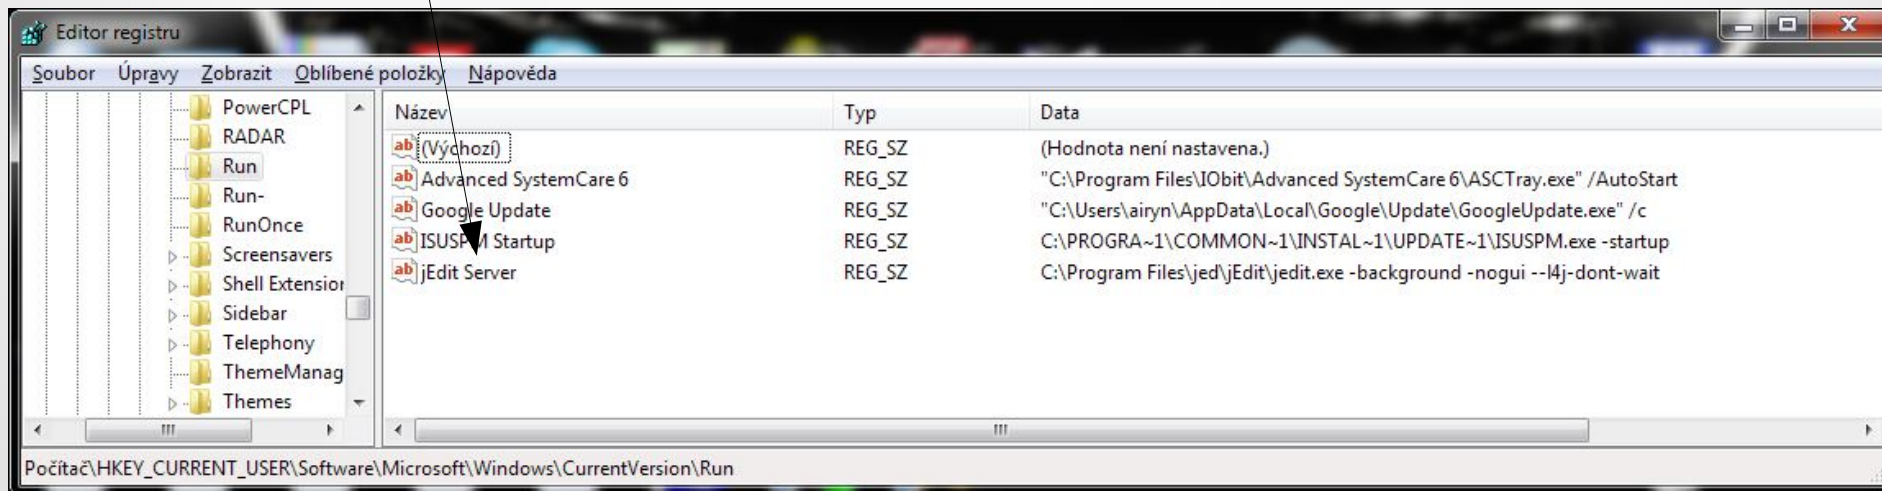 Editor registru
Soubor Úpravy Zobrazit Oblíbené položky Nápověda
PowerCPL
RADAR
Run
Run-
RunOnce
Screensavers
Shell Extension
Sidebar
Telephony
ThemeManag
Themes
Název Typ Data
(Výchozí) REG_SZ (Hodnota není nastavena.)
Advanced SystemCare 6 REG_SZ "C:\Program Files\IObit\Advanced SystemCare 6\ASCTray.exe" /AutoStart
Google Update REG_SZ "C:\Users\airyn\AppData\Local\Google\Update\GoogleUpdate.exe" /c
ISUSPM Startup REG_SZ C:\PROGRA~1\COMMON~1\INSTAL~1\UPDATE~1\ISUSPM.exe -startup
jEdit Server REG_SZ C:\Program Files\jed\jEdit\jedit.exe -background -nogui --l4j-dont-wait
Počítač\HKEY_CURRENT_USER\Software\Microsoft\Windows\CurrentVersion\Run